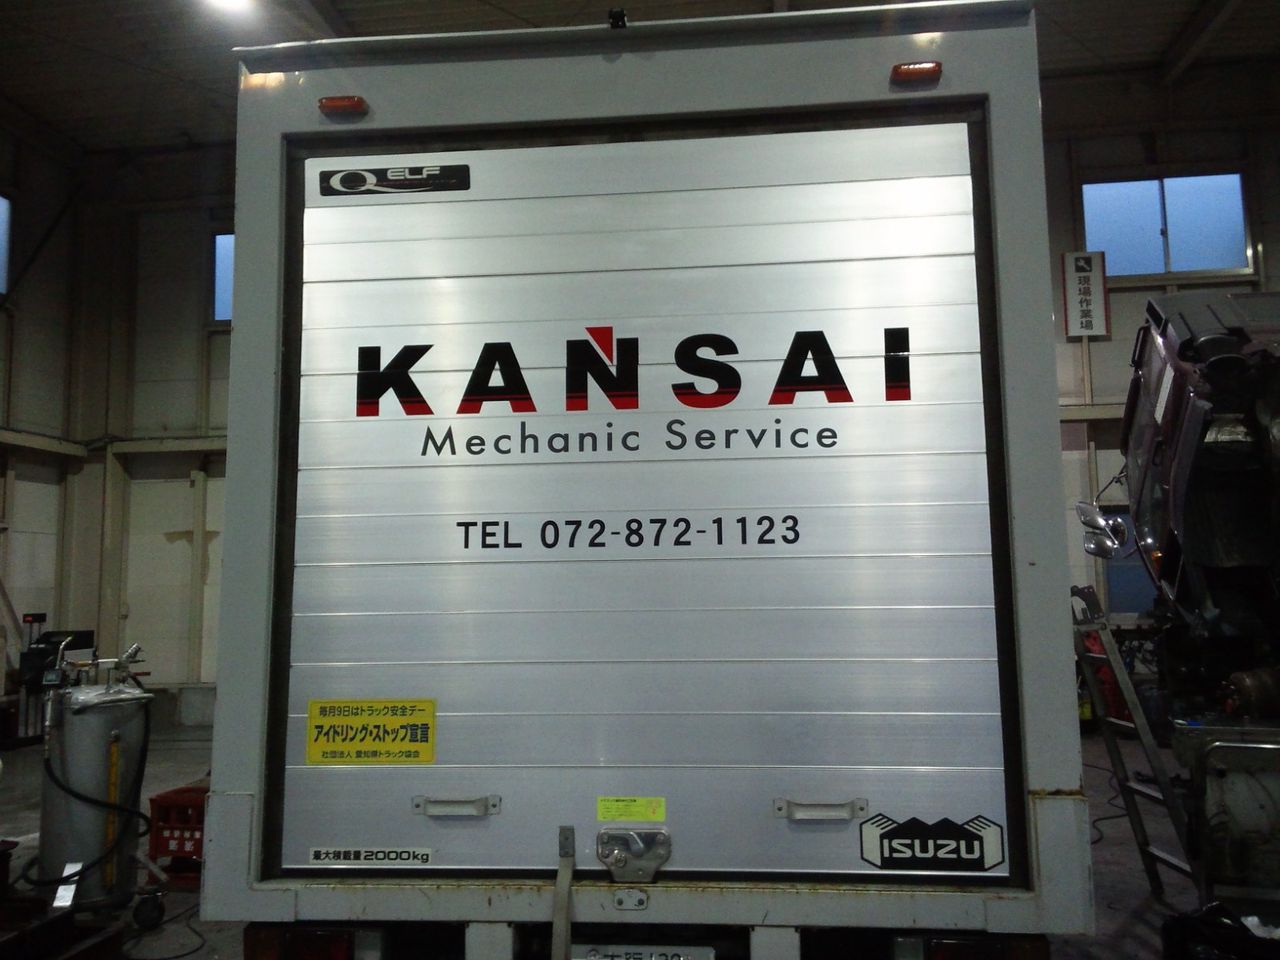 Q ELF
現場作業場
KANSAI
Mechanic Service
TEL 072-872-1123
毎月9日はトラック安全デー
アイドリング・ストップ宣言
社団法人 愛知県トラック協会
最大積載量2000kg
ISUZU